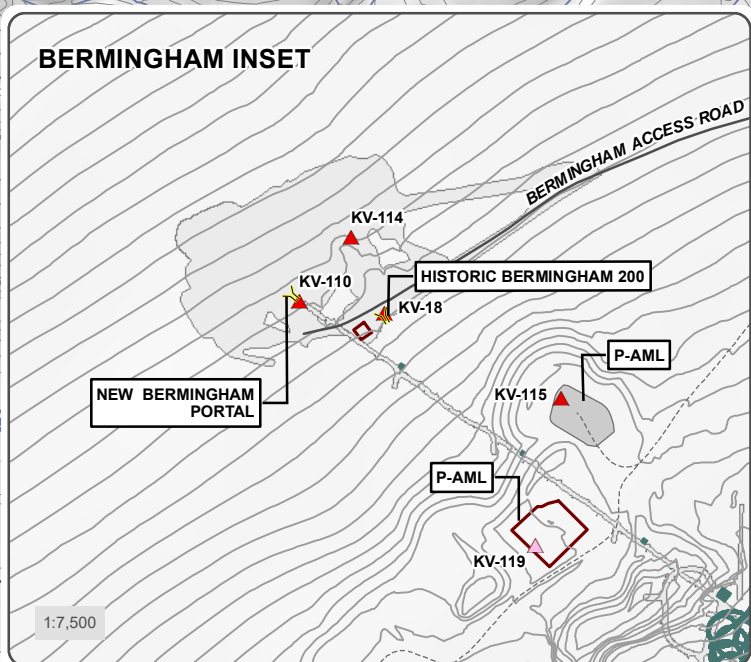 BERMINGHAM INSET
BERMINGHAM ACCESS ROAD
KV-114
HISTORIC BERMINGHAM 200
KV-110
KV-18
P-AML
NEW BERMINGHAM
PORTAL
KV-115
P-AML
KV-119
1:7,500